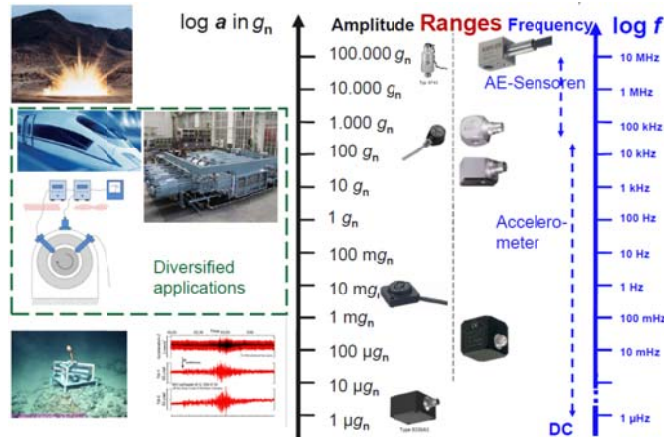 log a in gn
Amplitude Ranges Frequency
log f
100.000 gn
10.000 gn
1.000 gn
100 gn
10 gn
1 gn
100 mgn
10 mgn
1 mgn
100 µgn
10 µgn
1 µgn
AE-Sensoren
Accelero-
meter
10 MHz
1 MHz
100 kHz
10 kHz
1 kHz
100 Hz
10 Hz
1 Hz
100 mHz
10 mHz
1 µHz
DC
Diversified
applications